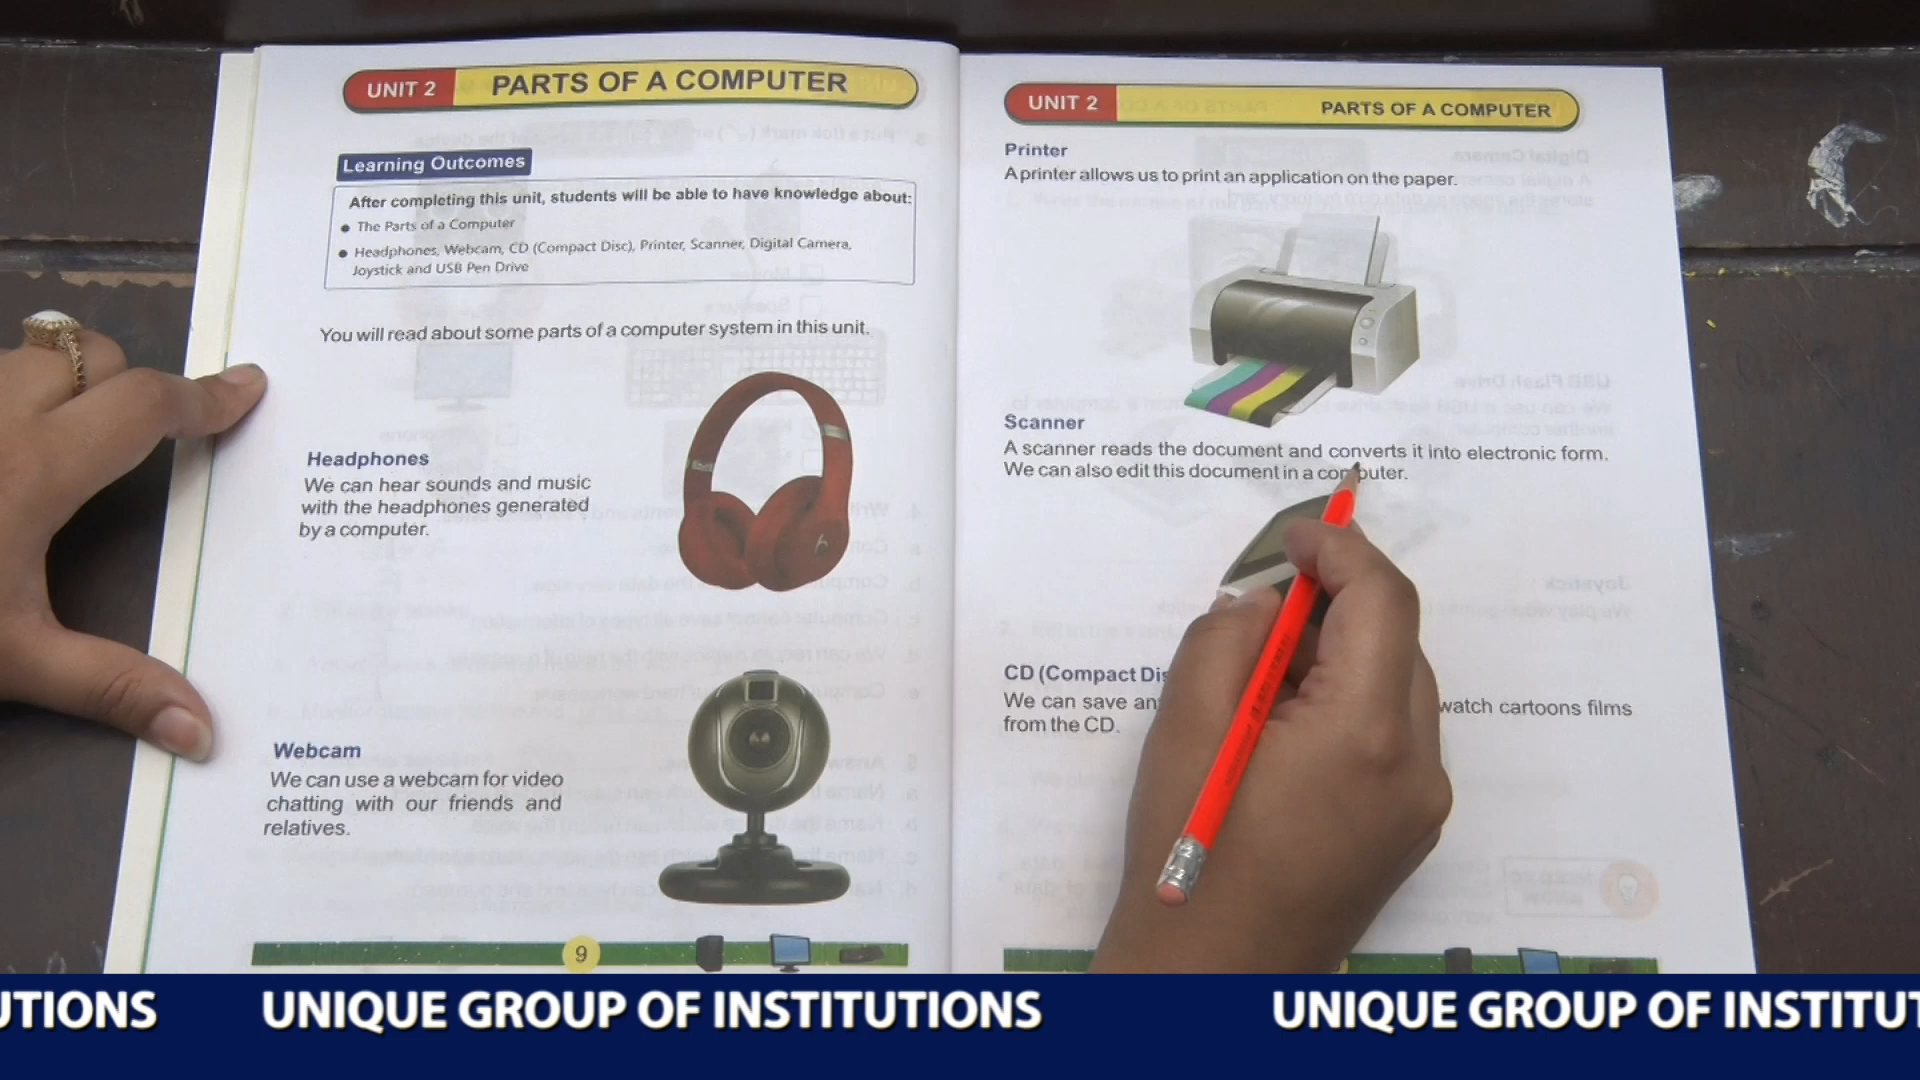 UNIT 2 PARTS OF A COMPUTER
Learning Outcomes
After completing this unit, students will be able to have knowledge about:
● The Parts of a Computer
● Headphones, Webcam, CD (Compact Disc), Printer, Scanner, Digital Camera,
Joystick and USB Pen Drive
You will read about some parts of a computer system in this unit.
Headphones
We can hear sounds and music
with the headphones generated
by a computer.
Webcam
We can use a webcam for video
chatting with our friends and
relatives.
9
UNIT 2 PARTS OF A COMPUTER
Printer
A printer allows us to print an application on the paper.
Scanner
A scanner reads the document and converts it into electronic form.
We can also edit this document in a computer.
CD (Compact Dis
We can save an watch cartoons films
from the CD.
UTIONS UNIQUE GROUP OF INSTITUTIONS UNIQUE GROUP OF INSTITUT